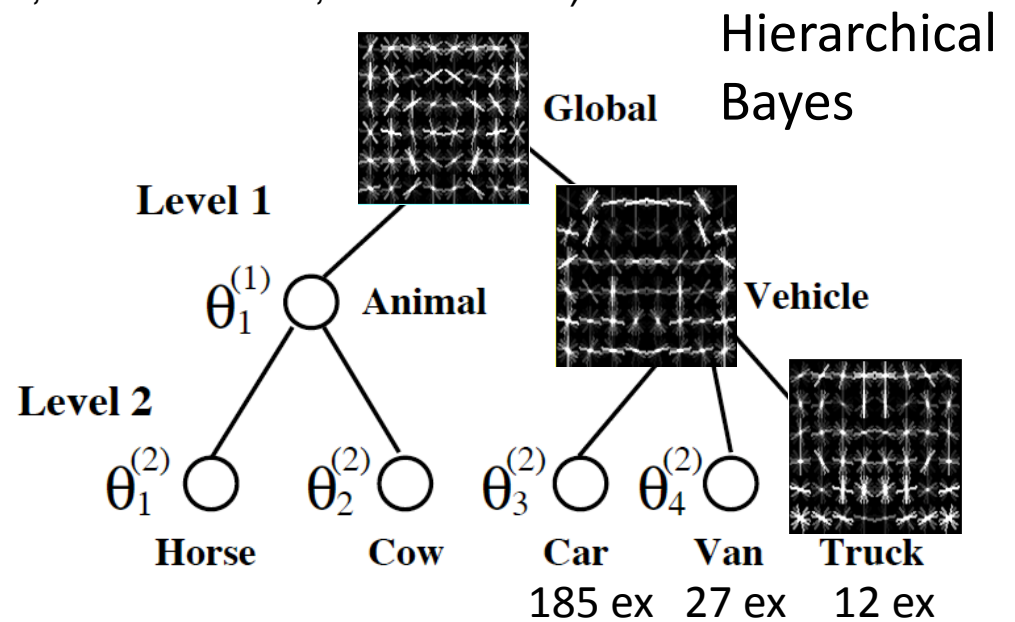 Hierarchical
Bayes
Global
Level 1
θ₁⁽¹⁾ Animal
Vehicle
Level 2
θ₁⁽²⁾ θ₂⁽²⁾ θ₃⁽²⁾ θ₄⁽²⁾
Horse Cow Car Van Truck
185 ex 27 ex 12 ex